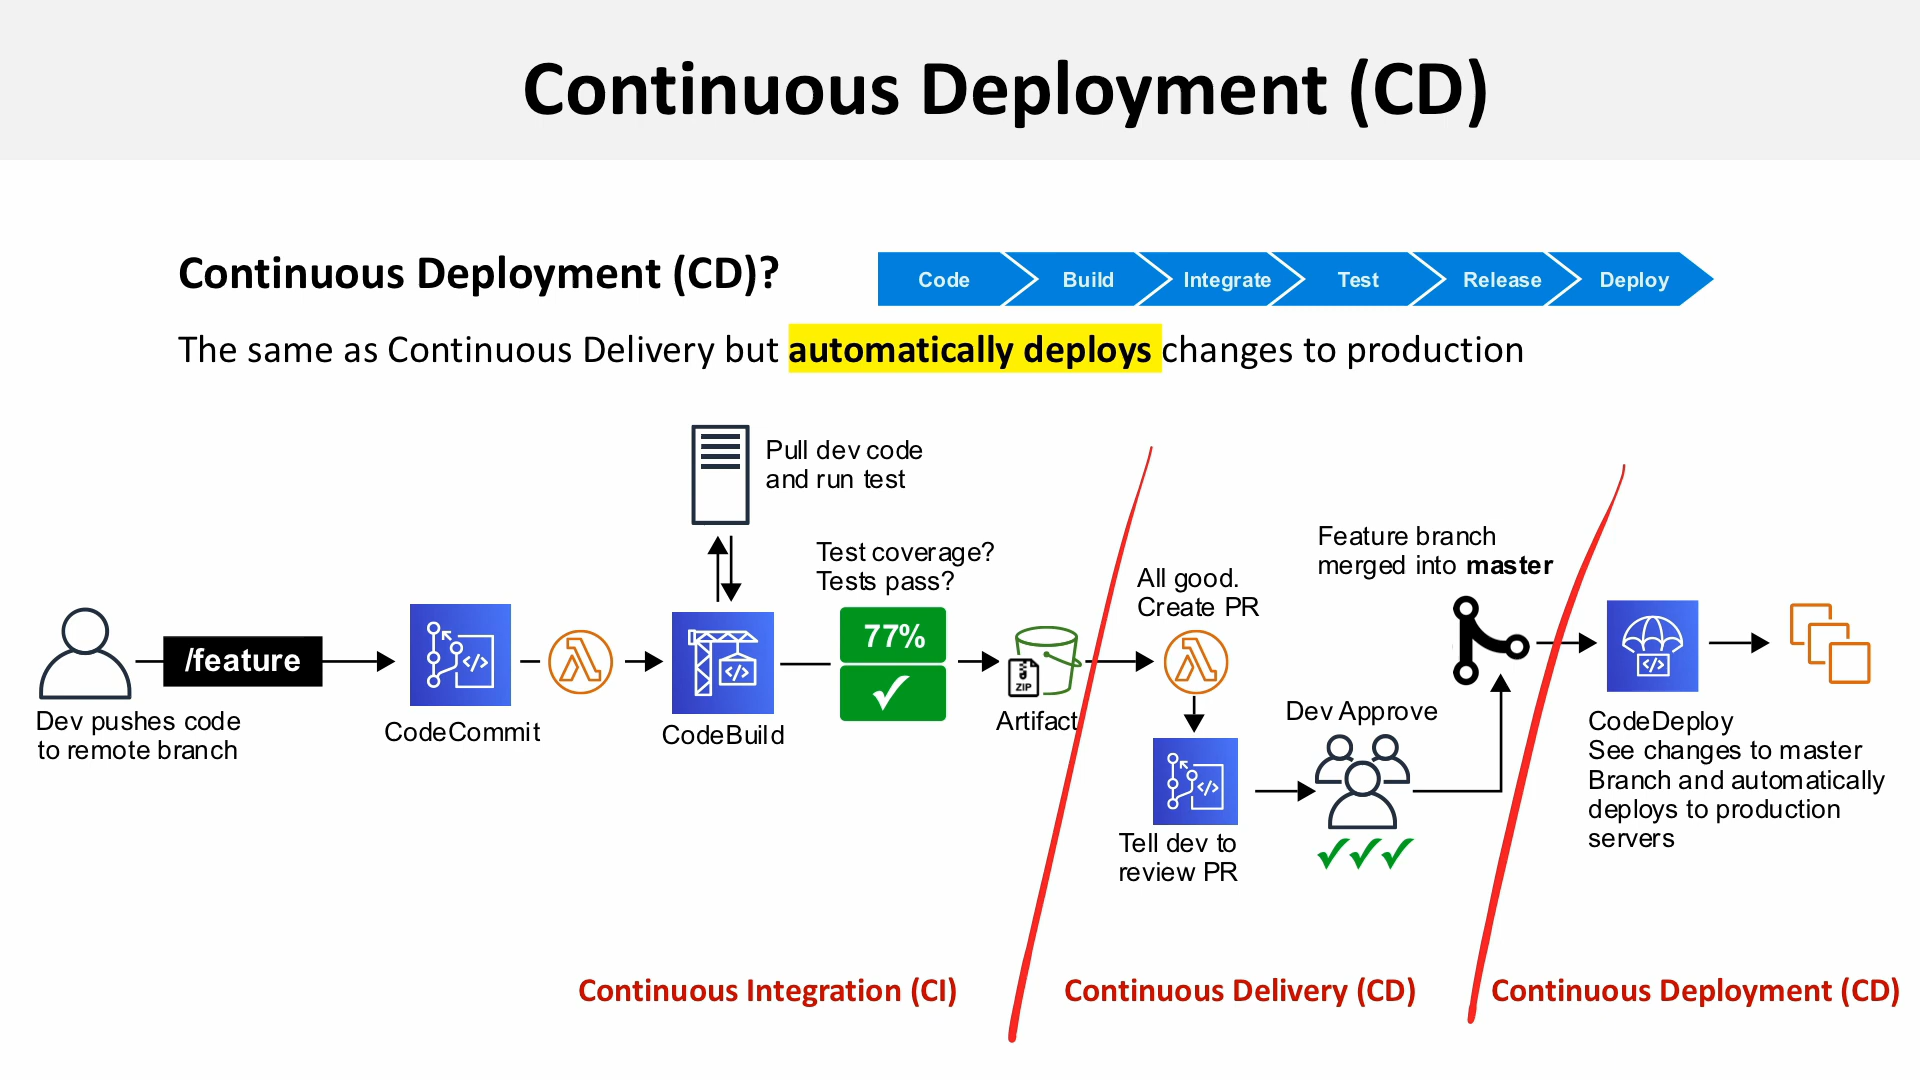 Continuous Deployment (CD)
Continuous Deployment (CD)?
Code Build Integrate Test Release Deploy
The same as Continuous Delivery but automatically deploys changes to production
Pull dev code
and run test
Test coverage?
Tests pass?
Feature branch
merged into master
All good.
Create PR
/feature
77%
ZIP
Dev pushes code
to remote branch
CodeCommit
CodeBuild
Artifact
Dev Approve
Tell dev to
review PR
CodeDeploy
See changes to master
Branch and automatically
deploys to production
servers
Continuous Integration (CI)
Continuous Delivery (CD)
Continuous Deployment (CD)